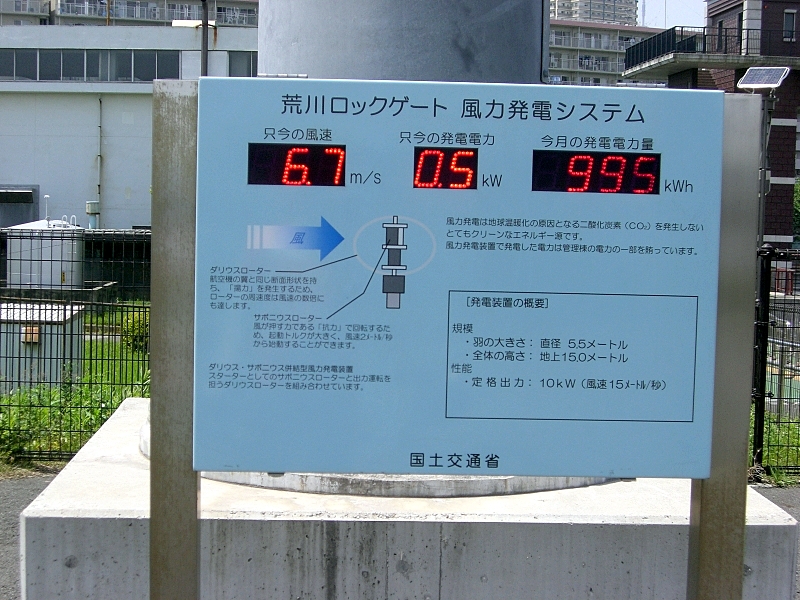 荒川ロックゲート 風力発電システム
只今の風速 只今の発電電力 今月の発電電力量
6.7 m/s 0.5 kW 995 kWh
風力発電は地球温暖化の原因となる二酸化炭素（CO₂）を発生しない
とてもクリーンなエネルギー源です。
風力発電装置で発電した電力は管理棟の電力の一部を賄っています。
風
ダリウスローター
航空機の翼と同じ断面形状を持
ち、「揚力」を発生するため、
ローターの周速度は風速の数倍に
も達します。
サボニウスローター
風が押す力である「抗力」で回転するた
め、起動トルクが大きく、風速2メートル/秒
から始動することができます。
ダリウス・サボニウス併結型風力発電装置
スターターとしてのサボニウスローターと出力運転を
担うダリウスローターを組み合わせています。
［発電装置の概要］
規模
・羽の大きさ： 直径 5.5メートル
・全体の高さ： 地上15.0メートル
性能
・定格出力： 10kW（風速15メートル/秒）
国土交通省